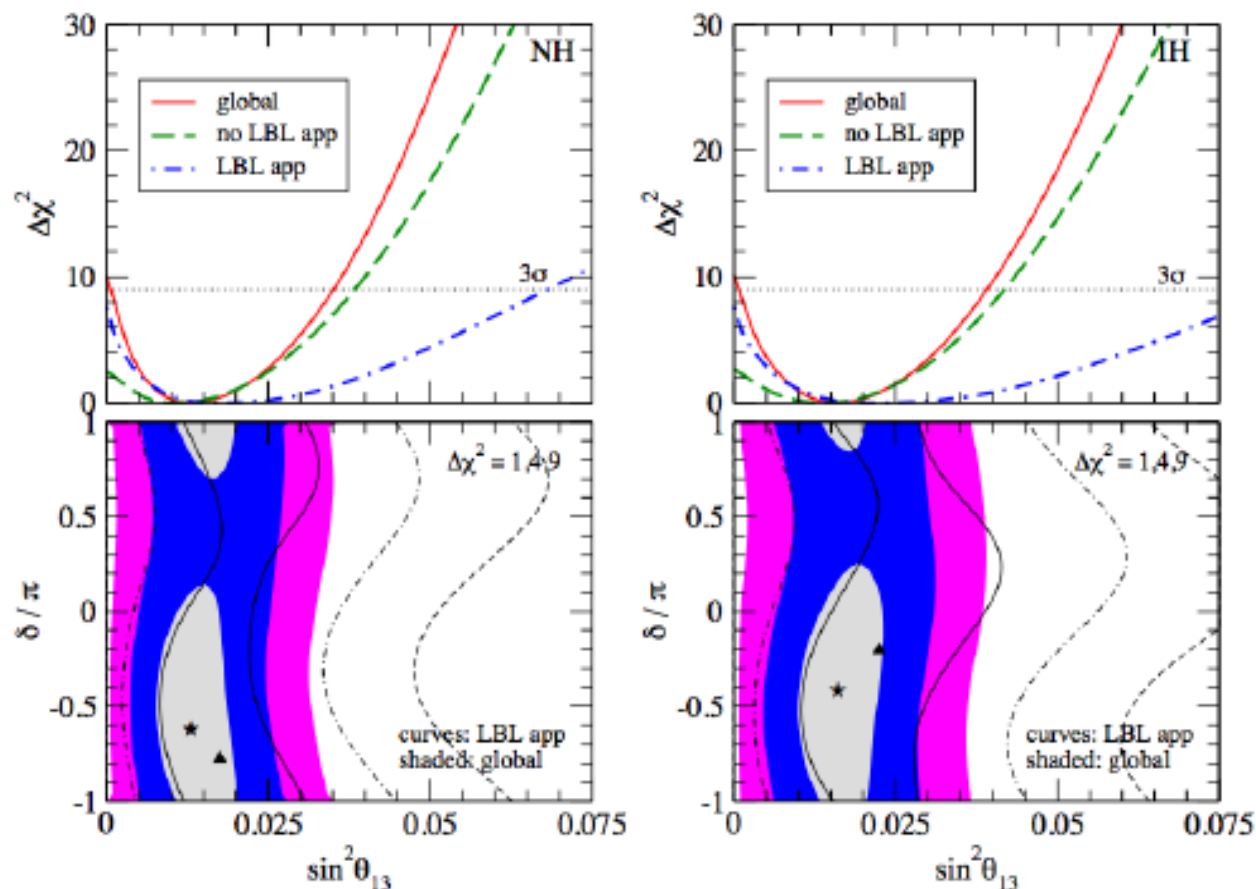 30
NH
global
no LBL app
LBL app
20
Δχ²
10
3σ
0
30
IH
global
no LBL app
LBL app
20
Δχ²
10
3σ
0
1
Δχ² = 1,4,9
0.5
δ / π
0
-0.5
curves: LBL app
shaded: global
-1
0
0.025
0.05
0.075
sin²θ₁₃
1
Δχ² = 1,4,9
0.5
δ / π
0
-0.5
curves: LBL app
shaded: global
-1
0
0.025
0.05
0.075
sin²θ₁₃